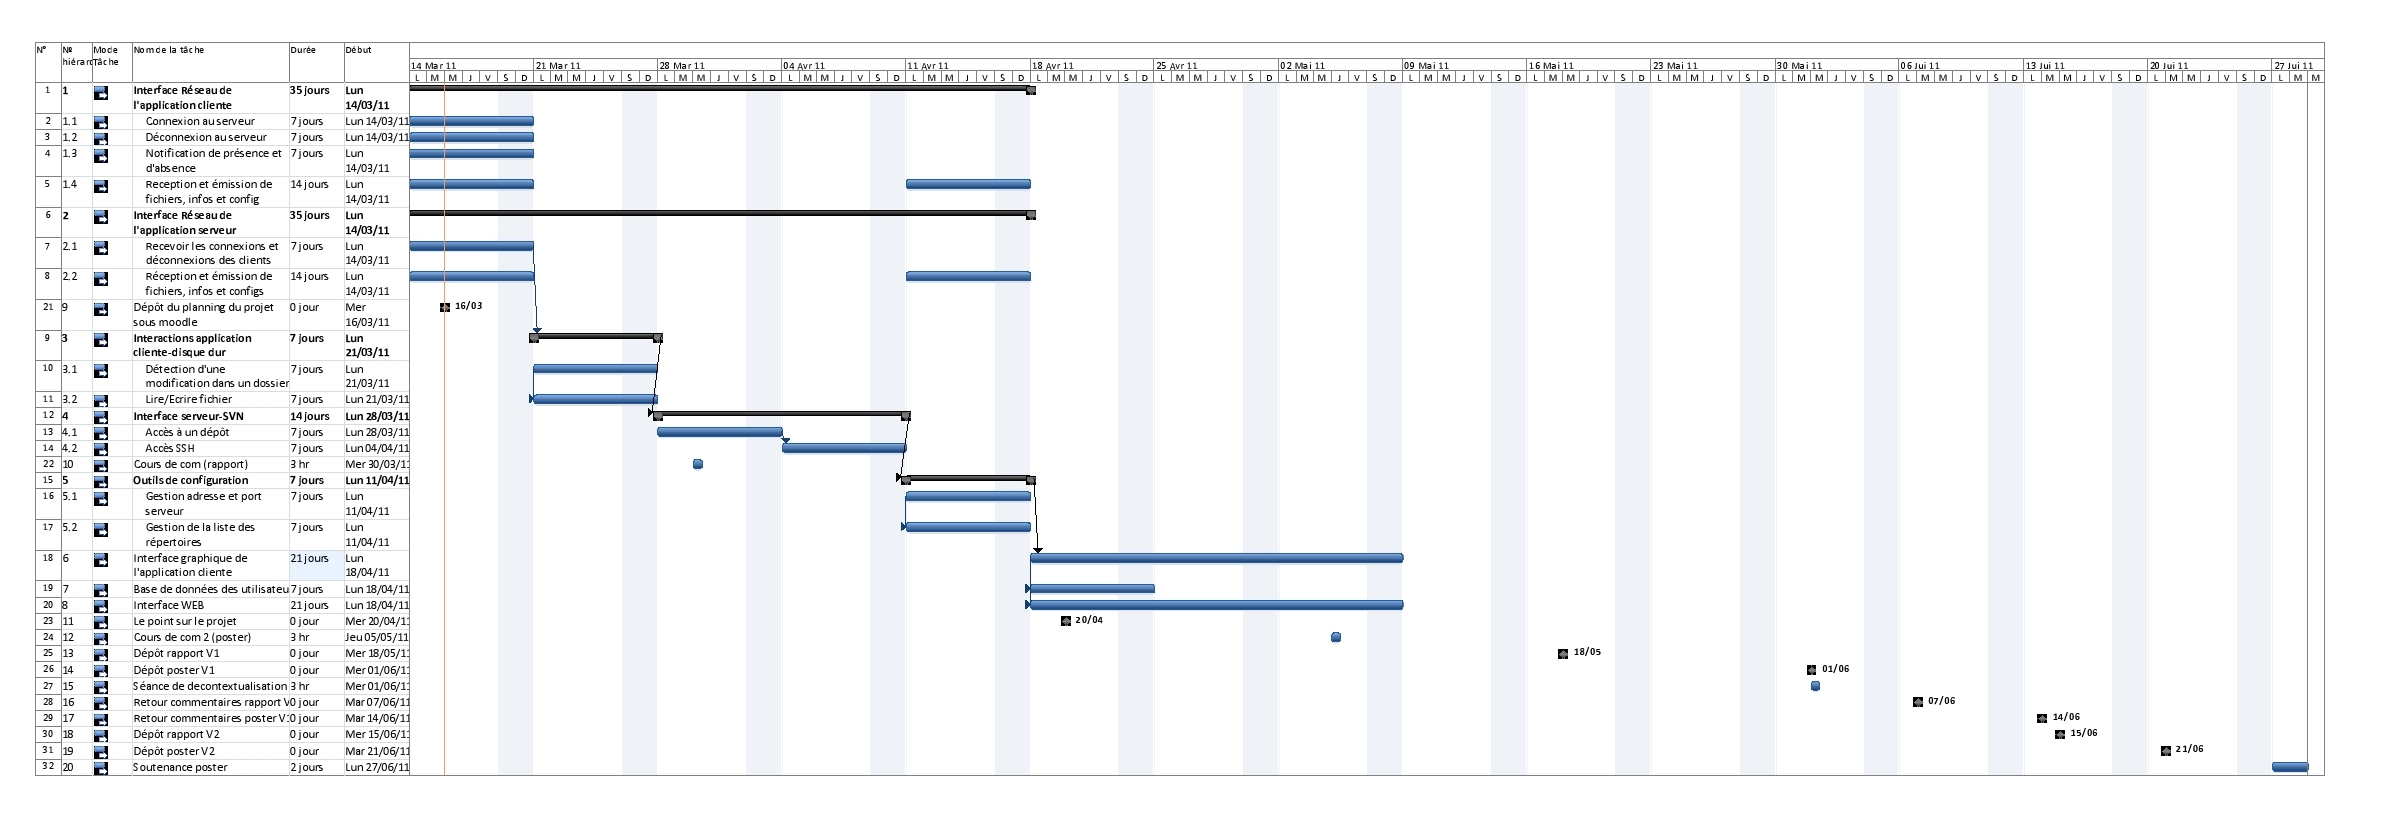 N° № Mode Nom de la tâche Durée Début
hiérarc Tâche
14 Mar 11 21 Mar 11 28 Mar 11 04 Avr 11 11 Avr 11 18 Avr 11 25 Avr 11 02 Mai 11 09 Mai 11 16 Mai 11 23 Mai 11 30 Mai 11 06 Jui 11 13 Jui 11 20 Jui 11 27 Jui 11
L M M J V S D L M M J V S D L M M J V S D L M M J V S D L M M J V S D L M M J V S D L M M J V S D L M M J V S D L M M J V S D L M M J V S D L M M J V S D L M M J V S D L M M J V S D L M M J V S D L M M J V S D L M M
1 1 Interface Réseau de 35 jours Lun
l'application cliente 14/03/11
2 1.1 Connexion au serveur 7 jours Lun 14/03/11
3 1.2 Déconnexion au serveur 7 jours Lun 14/03/11
4 1.3 Notification de présence et 7 jours Lun
d'absence 14/03/11
5 1.4 Reception et émission de 14 jours Lun
fichiers, infos et config 14/03/11
6 2 Interface Réseau de 35 jours Lun
l'application serveur 14/03/11
7 2.1 Recevoir les connexions et 7 jours Lun
déconnexions des clients 14/03/11
8 2.2 Réception et émission de 14 jours Lun
fichiers, infos et configs 14/03/11
21 9 Dépôt du planning du projet 0 jour Mer 16/03
sous moodle 16/03/11
9 3 Interactions application 7 jours Lun
cliente-disque dur 21/03/11
10 3.1 Détection d'une 7 jours Lun
modification dans un dossier 21/03/11
11 3.2 Lire/Ecrire fichier 7 jours Lun 21/03/11
12 4 Interface serveur-SVN 14 jours Lun 28/03/11
13 4.1 Accès à un dépôt 7 jours Lun 28/03/11
14 4.2 Accès SSH 7 jours Lun 04/04/11
22 10 Cours de com (rapport) 3 hr Mer 30/03/11
15 5 Outils de configuration 7 jours Lun 11/04/11
16 5.1 Gestion adresse et port 7 jours Lun
serveur 11/04/11
17 5.2 Gestion de la liste des 7 jours Lun
répertoires 11/04/11
18 6 Interface graphique de 21 jours Lun
l'application cliente 18/04/11
19 7 Base de données des utilisateu 7 jours Lun 18/04/11
20 8 Interface WEB 21 jours Lun 18/04/11
23 11 Le point sur le projet 0 jour Mer 20/04/11 20/04
24 12 Cours de com 2 (poster) 3 hr Jeu 05/05/11
25 13 Dépôt rapport V1 0 jour Mer 18/05/11 18/05
26 14 Dépôt poster V1 0 jour Mer 01/06/11 01/06
27 15 Séance de decontextualisation 3 hr Mer 01/06/11
28 16 Retour commentaires rapport V 0 jour Mar 07/06/11 07/06
29 17 Retour commentaires poster V1 0 jour Mar 14/06/11 14/06
30 18 Dépôt rapport V2 0 jour Mer 15/06/11 15/06
31 19 Dépôt poster V2 0 jour Mar 21/06/11 21/06
32 20 Soutenance poster 2 jours Lun 27/06/11